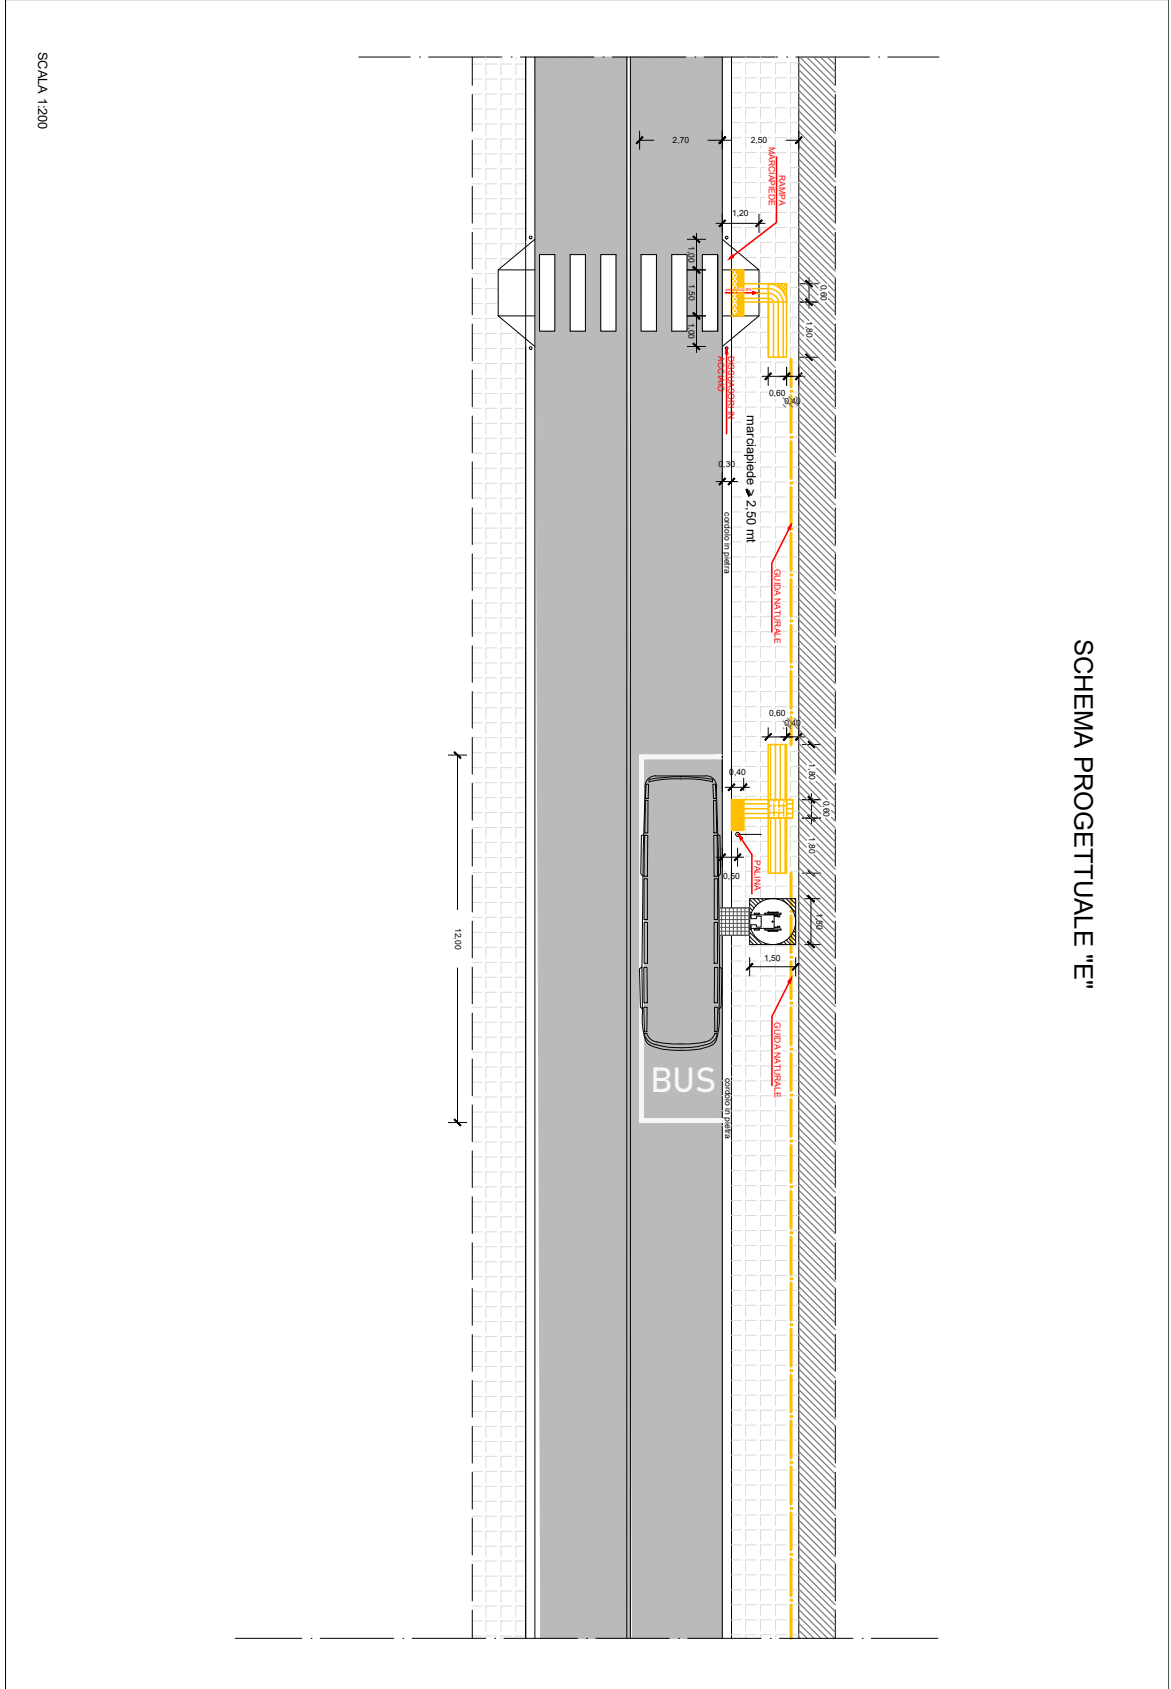 SCHEMA PROGETTUALE "E"
2,50
2,70
RAMPA
MARCIAPIEDE
1,20
1,00
1,50
1,00
0,60
1,80
0,60
0,40
DISSUASORI IN
ACCIAIO
marciapiede ≥ 2,50 mt
0,30
cordolo in pietra
GUIDA NATURALE
0,60
0,40
1,80
0,60
1,80
0,40
PALINA
0,50
1,50
GUIDA NATURALE
BUS
cordolo in pietra
12,00
SCALA 1:200